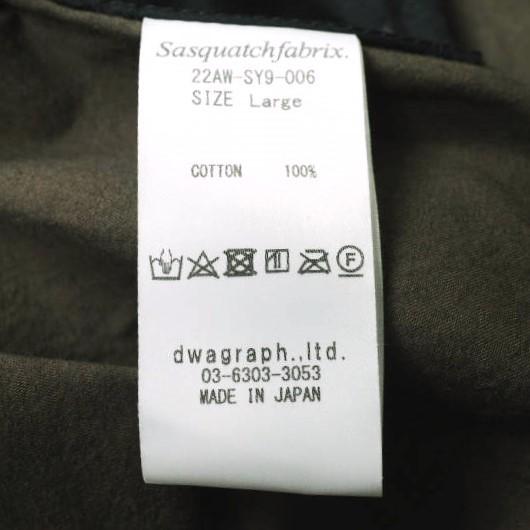 Sasquatchfabrix.
22AW-SY9-006
SIZE Large
COTTON 100%
F
dwagraph.,ltd.
03-6303-3053
MADE IN JAPAN